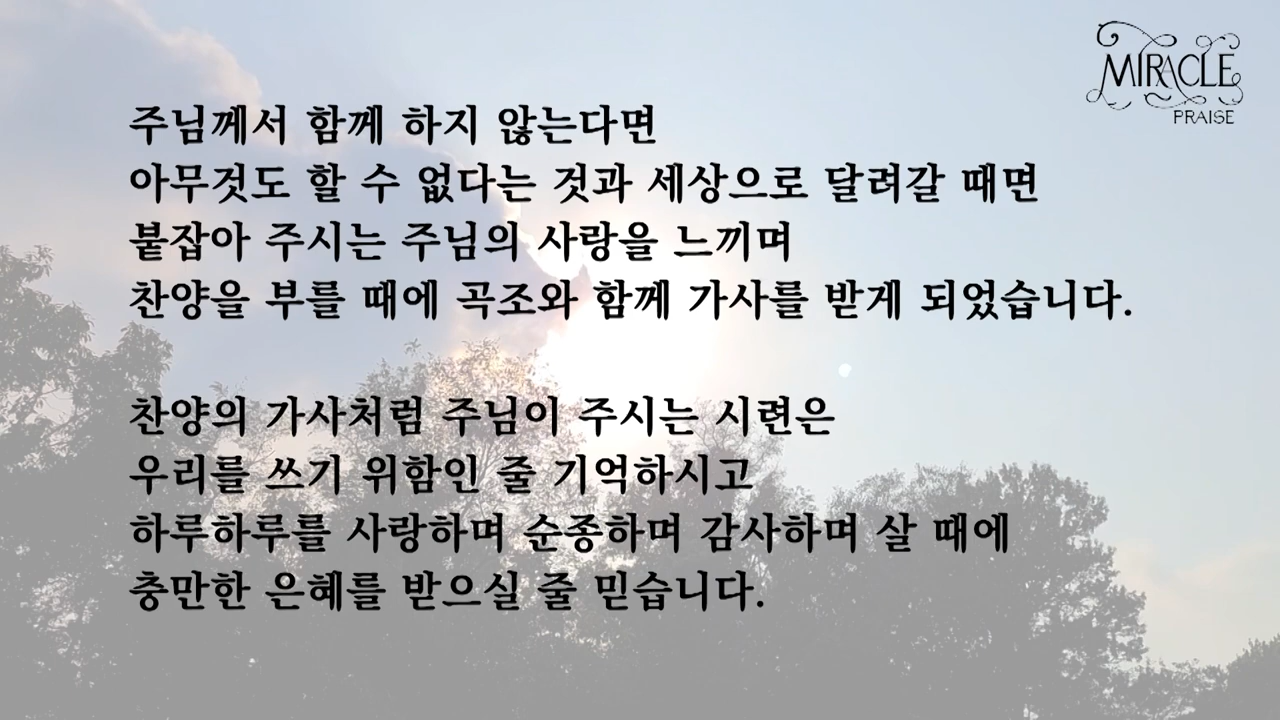 MIRACLE
PRAISE
주님께서 함께 하지 않는다면
아무것도 할 수 없다는 것과 세상으로 달려갈 때면
붙잡아 주시는 주님의 사랑을 느끼며
찬양을 부를 때에 곡조와 함께 가사를 받게 되었습니다.
찬양의 가사처럼 주님이 주시는 시련은
우리를 쓰기 위함인 줄 기억하시고
하루하루를 사랑하며 순종하며 감사하며 살 때에
충만한 은혜를 받으실 줄 믿습니다.